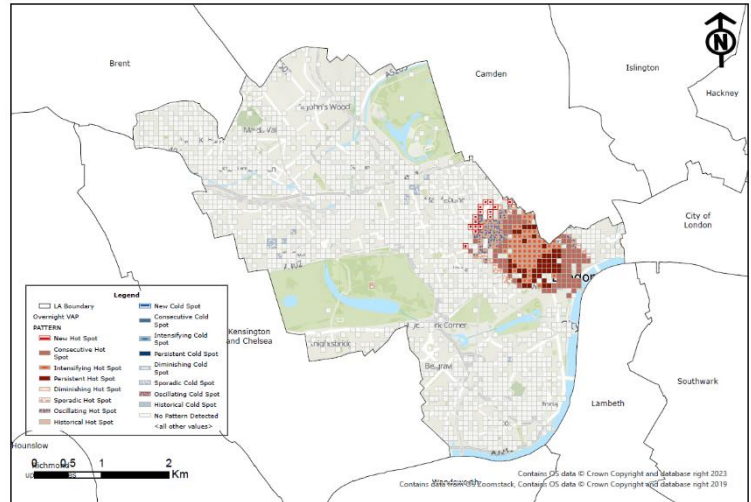 Brent
Camden
Islington
Hackney
N
John's Wood
City of
London
Kensington
and Chelsea
Southwark
Lambeth
Hounslow
Legend
LA Boundary
Overnight VAP
PATTERN
New Hot Spot
Consecutive Hot
Spot
Intensifying Hot Spot
Persistent Hot Spot
Diminishing Hot Spot
Sporadic Hot Spot
Oscillating Hot Spot
Historical Hot Spot
New Cold Spot
Consecutive Cold
Spot
Intensifying Cold
Spot
Persistent Cold Spot
Diminishing Cold
Spot
Sporadic Cold Spot
Oscillating Cold Spot
Historical Cold Spot
No Pattern Detected
<all other values>
0 0.5 1 2
Km
Contains OS data © Crown Copyright and database right 2023
Contains data from OS Zoomstack, Contains OS data © Crown Copyright and database right 2019